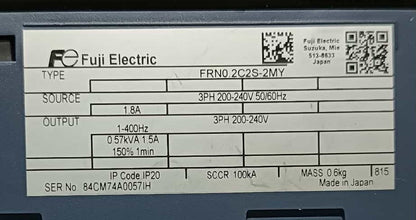 Fe Fuji Electric
Fuji Electric
Suzuka, Mie
513-8633
Japan
TYPE FRN0.2C2S-2MY
SOURCE 3PH 200-240V 50/60Hz
1.8A
OUTPUT 3PH 200-240V
1-400Hz
0.57kVA 1.5A
150% 1min
IP Code IP20 SCCR 100kA MASS 0.6kg 815
SER No 84CM74A0057IH Made in Japan